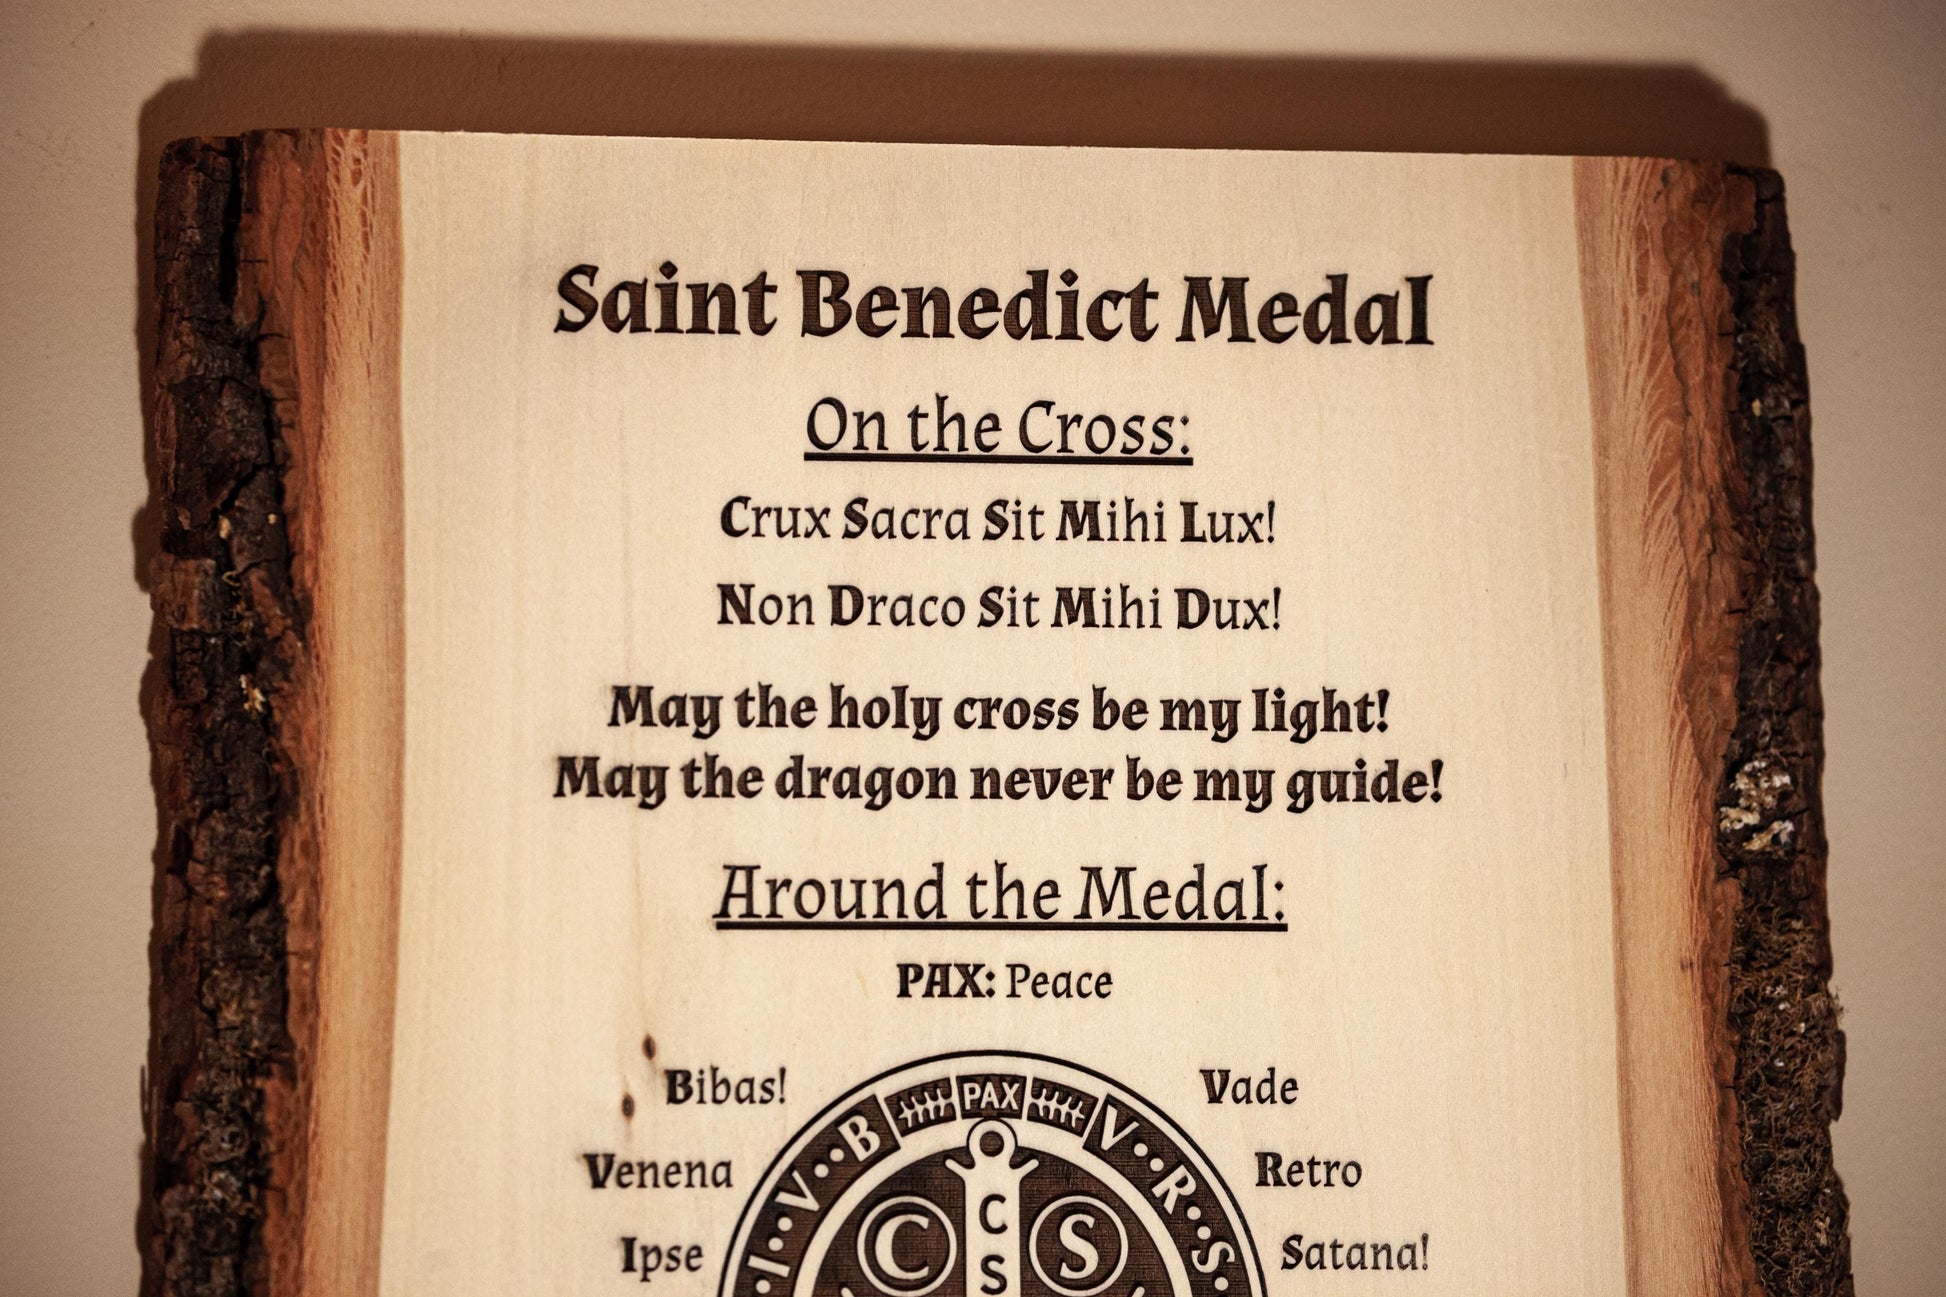 Saint Benedict Medal
On the Cross:
Crux Sacra Sit Mihi Lux!
Non Draco Sit Mihi Dux!
May the holy cross be my light!
May the dragon never be my guide!
Around the Medal:
PAX: Peace
Bibas!
Venena
Ipse
Vade
Retro
Satana!
I V B PAX V R S
C
C
S
S